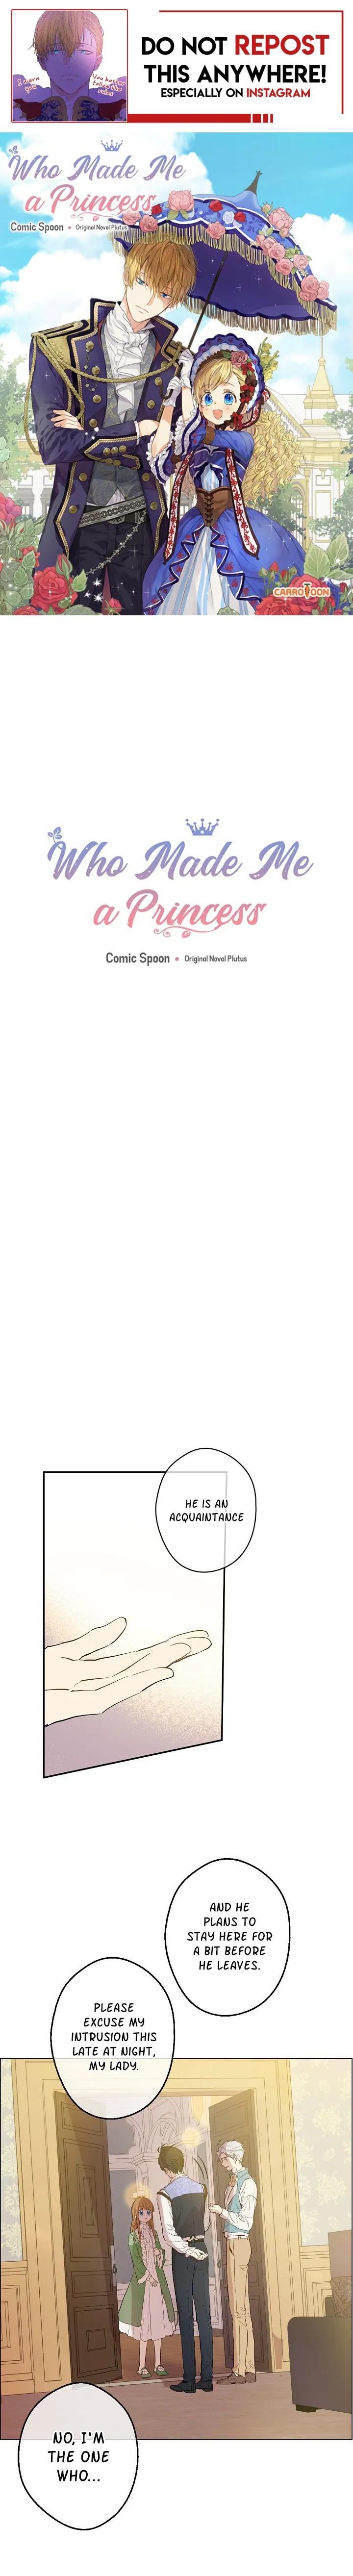 I warn you
You better follow the rules
DO NOT REPOST
THIS ANYWHERE!
ESPECIALLY ON INSTAGRAM
Who Made Me
a Princess
Comic Spoon • Original Novel Plutus
CARROTOON
Who Made Me
a Princess
Comic Spoon • Original Novel Plutus
HE IS AN
ACQUAINTANCE
AND HE
PLANS TO
STAY HERE FOR
A BIT BEFORE
HE LEAVES.
PLEASE
EXCUSE MY
INTRUSION THIS
LATE AT NIGHT,
MY LADY.
NO, I'M
THE ONE
WHO...